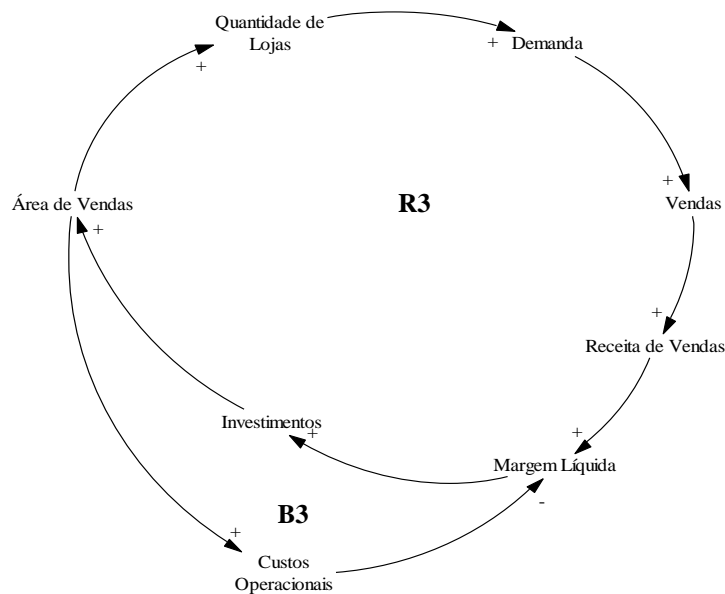 Quantidade de
Lojas
+
+
Demanda
Área de Vendas
+
R3
+
Vendas
+
Receita de Vendas
Investimentos
+
+
Margem Líquida
B3
-
+
Custos
Operacionais